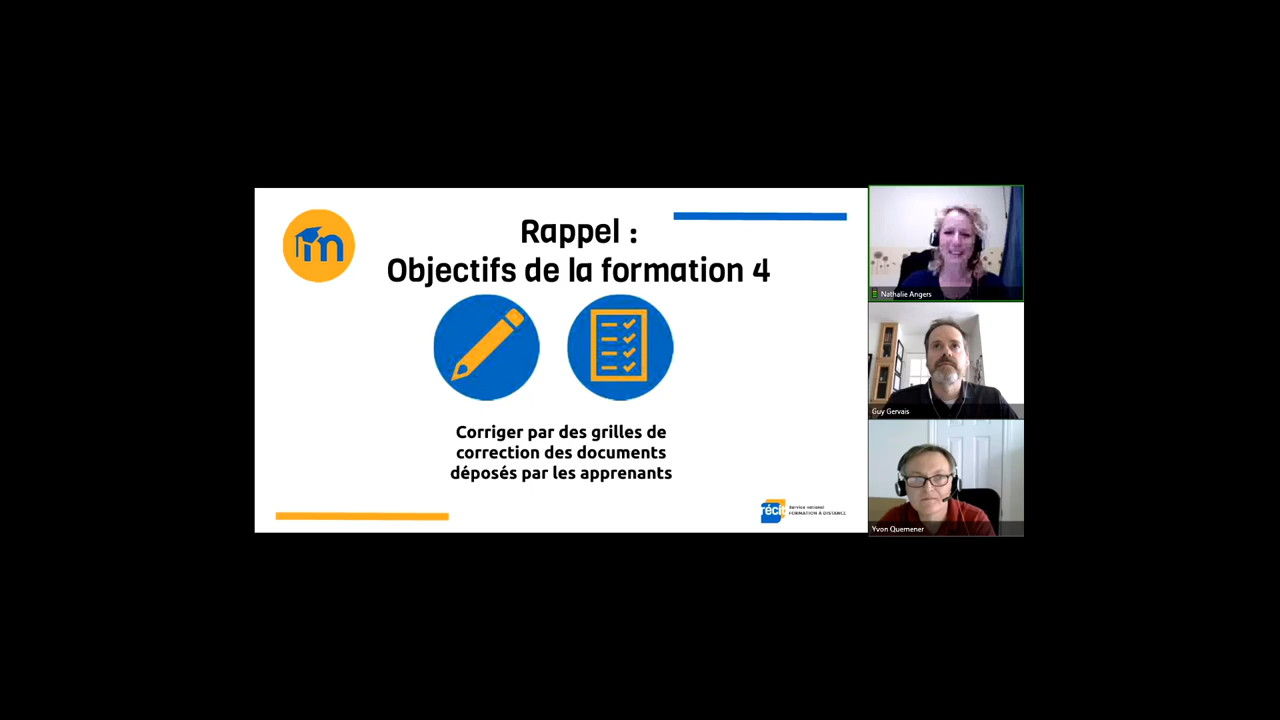 Rappel :
Objectifs de la formation 4
Corriger par des grilles de
correction des documents
déposés par les apprenants
récit
Service national
FORMATION À DISTANCE
Nathalie Angers
Guy Gervais
Yvon Quemener